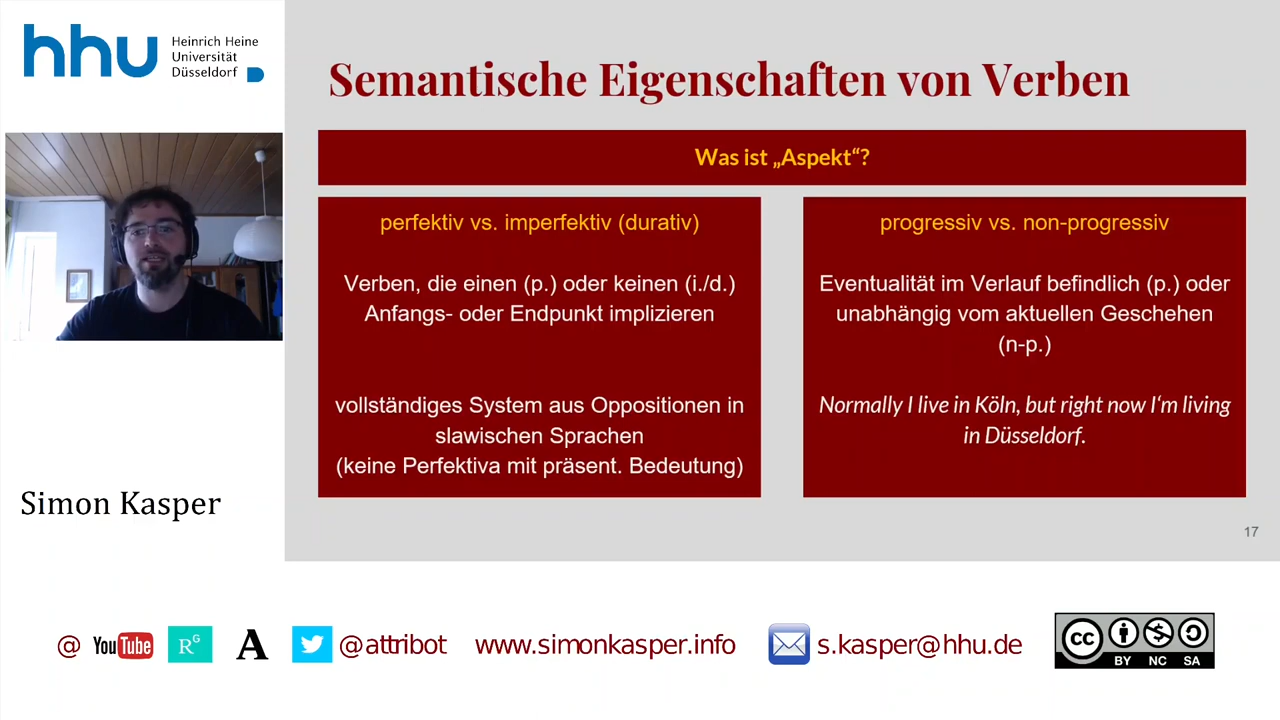 hhu
Heinrich Heine
Universität
Düsseldorf
Semantische Eigenschaften von Verben
Was ist „Aspekt“?
perfektiv vs. imperfektiv (durativ)
Verben, die einen (p.) oder keinen (i./d.)
Anfangs- oder Endpunkt implizieren
vollständiges System aus Oppositionen in
slawischen Sprachen
(keine Perfektiva mit präsent. Bedeutung)
progressiv vs. non-progressiv
Eventualität im Verlauf befindlich (p.) oder
unabhängig vom aktuellen Geschehen
(n-p.)
Normally I live in Köln, but right now I‘m living
in Düsseldorf.
Simon Kasper
17
@ YouTube RG A @attribot www.simonkasper.info s.kasper@hhu.de
cc
BY NC SA